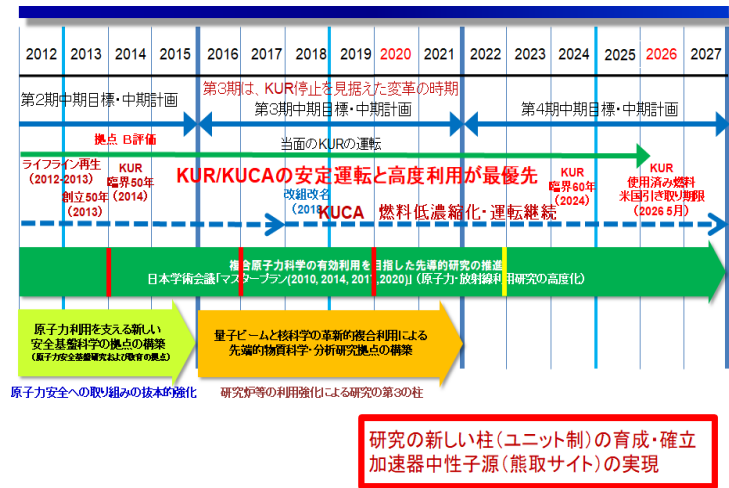 2012 2013 2014 2015 2016 2017 2018 2019 2020 2021 2022 2023 2024 2025 2026 2027
第3期は、KUR停止を見据えた変革の時期
第2期中期目標・中期計画 第3期中期目標・中期計画 第4期中期目標・中期計画
拠点 B評価 当面のKURの運転
ライフライン再生
(2012-2013)
創立50年
(2013)
KUR
臨界50年
(2014)
KUR/KUCAの安定運転と高度利用が最優先
改組改名
(2018
KUR
臨界60年
(2024)
KUR
使用済み燃料
米国引き取り期限
(2026 5月)
KUCA 燃料低濃縮化・運転継続
複合原子力科学の有効利用を目指した先導的研究の推進
日本学術会議「マスタープラン(2010, 2014, 2017,2020)」(原子力・放射線利用研究の高度化)
原子力利用を支える新しい
安全基盤科学の拠点の構築
(原子力安全基盤研究および教育の拠点)
量子ビームと核科学の革新的複合利用による
先端的物質科学・分析研究拠点の構築
原子力安全への取り組みの抜本的強化 研究炉等の利用強化による研究の第3の柱
研究の新しい柱(ユニット制)の育成・確立
加速器中性子源(熊取サイト)の実現